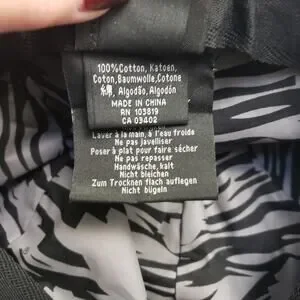 100%Cotton, Katoen,
Coton,Baumwolle,Cotone
綿, Algodão, Algodón
MADE IN CHINA
RN 103819
CA 03402
Laver à la main, à l'eau froide
Ne pas javelliser
Poser à plat pour faire sécher
Ne pas repasser
Handwäsche, kalt
Nicht bleichen
Zum Trocknen flach auflegen
Nicht bügeln